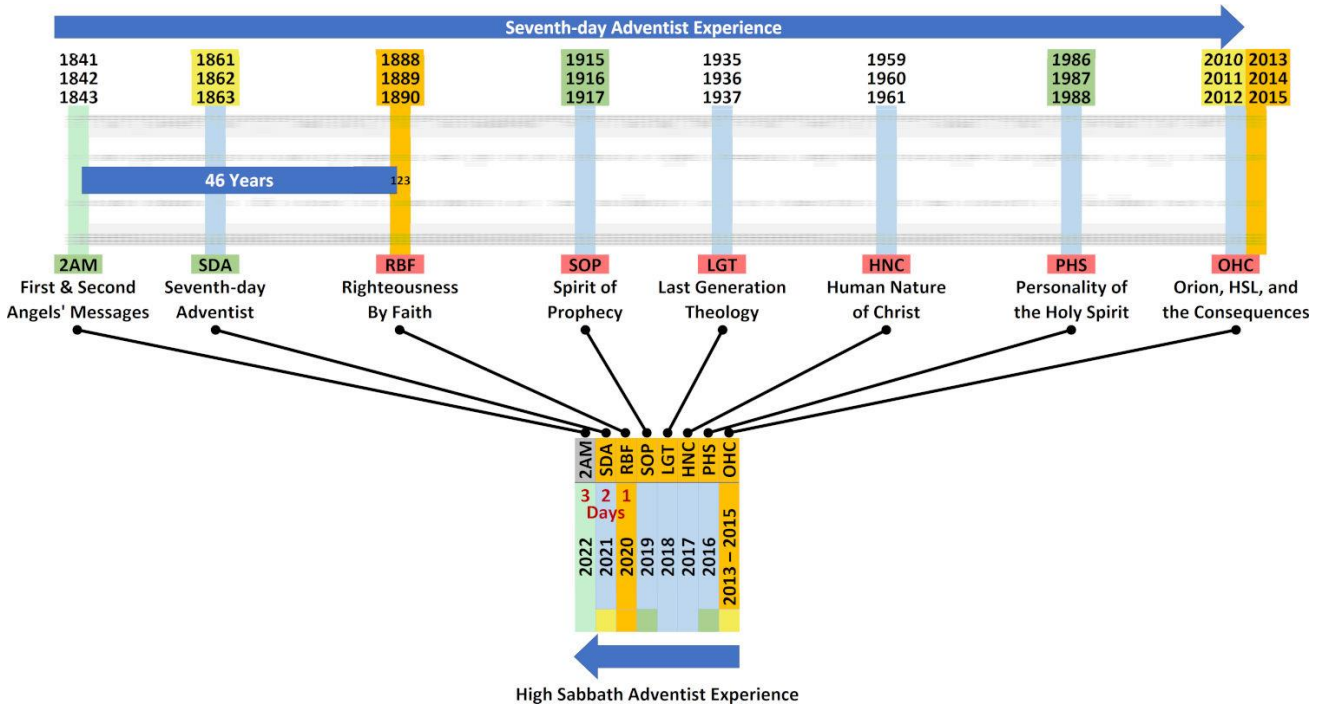 Seventh-day Adventist Experience
1841 1861 1888 1915 1935 1959 1986 2010 2013
1842 1862 1889 1916 1936 1960 1987 2011 2014
1843 1863 1890 1917 1937 1961 1988 2012 2015
46 Years 123
2AM SDA RBF SOP LGT HNC PHS OHC
First & Second Seventh-day Righteousness Spirit of Last Generation Human Nature Personality of Orion, HSL, and
Angels' Messages Adventist By Faith Prophecy Theology of Christ the Holy Spirit the Consequences
2AM SDA RBF SOP LGT HNC PHS OHC
3 2 1
Days
2022 2021 2020 2019 2018 2017 2016 2013 – 2015
High Sabbath Adventist Experience